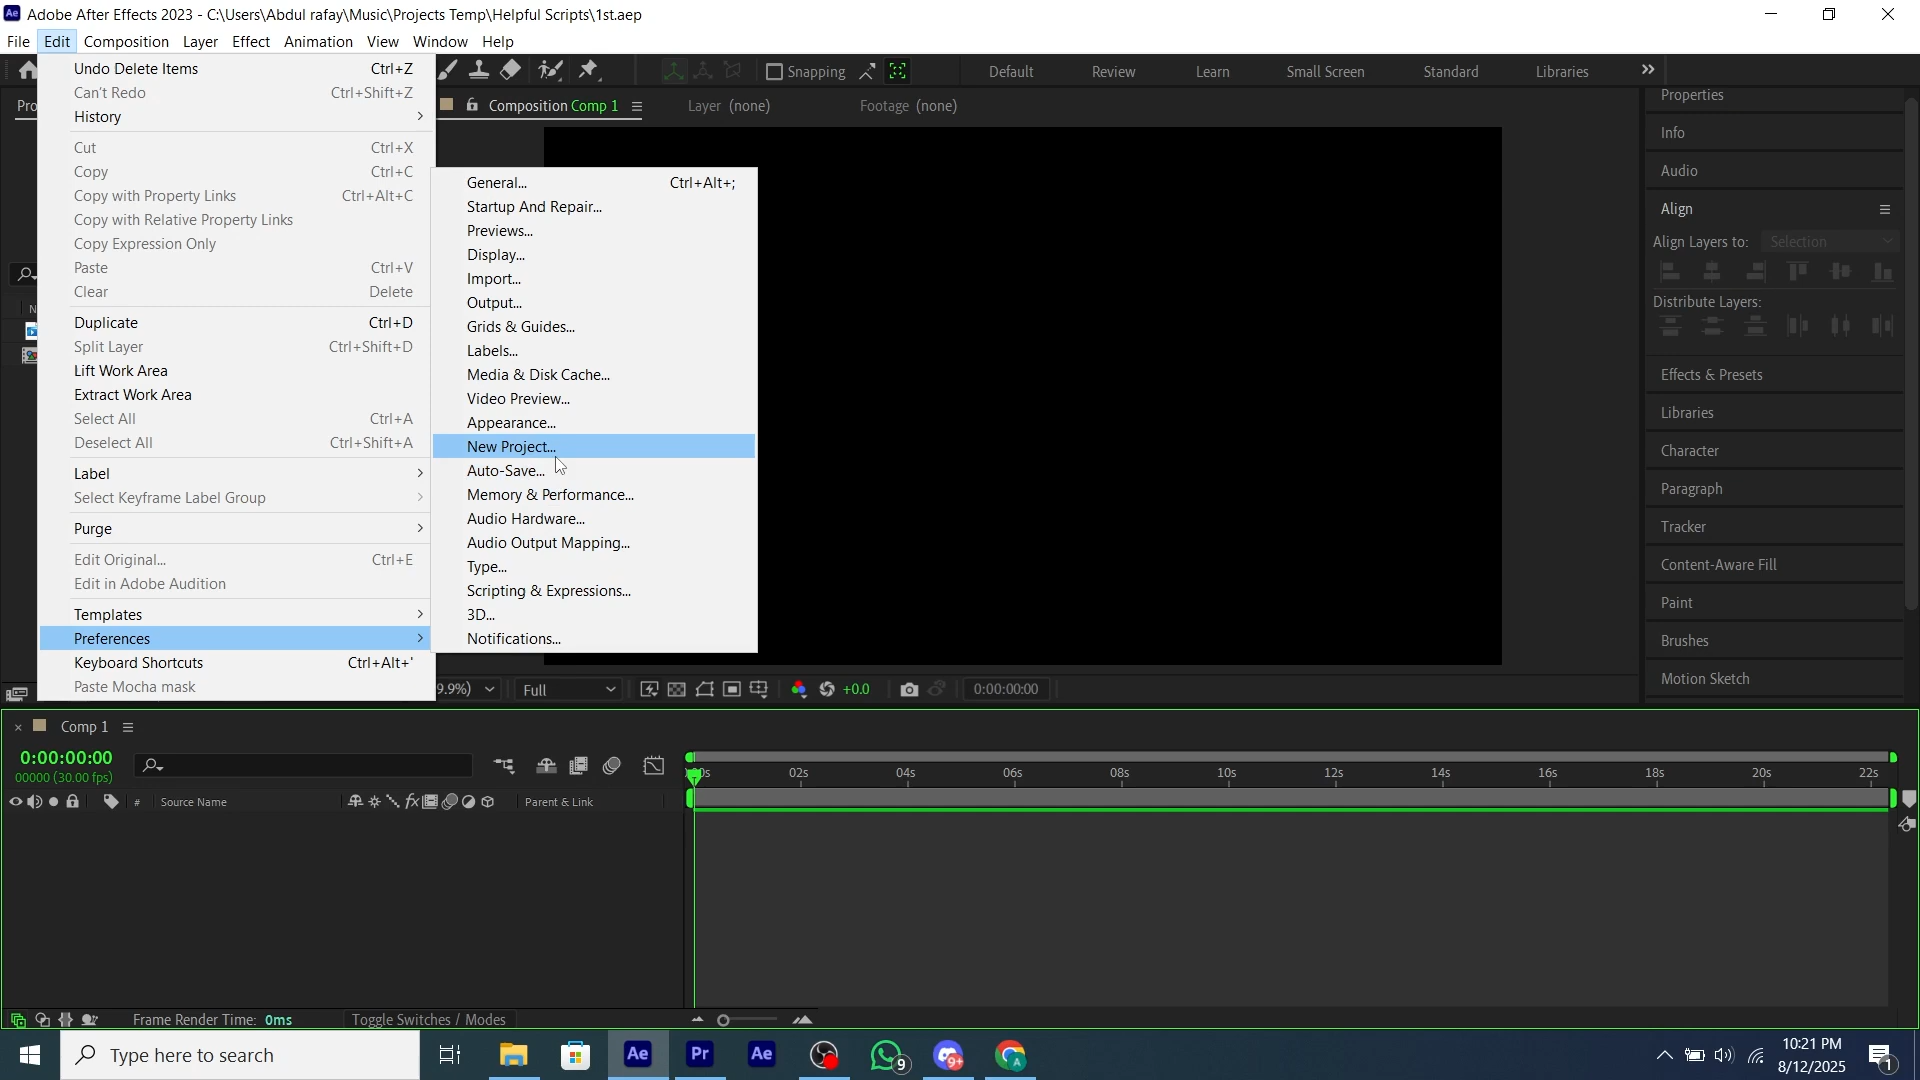 Adobe After Effects 2023 - C:\Users\Abdul rafay\Music\Projects Temp\Helpful Scripts\1st.aep
File Edit Composition Layer Effect Animation View Window Help
Snapping Default Review Learn Small Screen Standard Libraries
Composition Comp 1 Layer (none) Footage (none)
Undo Delete Items Ctrl+Z
Can't Redo Ctrl+Shift+Z
History
Cut Ctrl+X
Copy Ctrl+C
Copy with Property Links Ctrl+Alt+C
Copy with Relative Property Links
Copy Expression Only
Paste Ctrl+V
Clear Delete
Duplicate Ctrl+D
Split Layer Ctrl+Shift+D
Lift Work Area
Extract Work Area
Select All Ctrl+A
Deselect All Ctrl+Shift+A
Label
Select Keyframe Label Group
Purge
Edit Original... Ctrl+E
Edit in Adobe Audition
Templates
Preferences
Keyboard Shortcuts Ctrl+Alt+'
Paste Mocha mask
General... Ctrl+Alt+;
Startup And Repair...
Previews...
Display...
Import...
Output...
Grids & Guides...
Labels...
Media & Disk Cache...
Video Preview...
Appearance...
New Project...
Auto-Save...
Memory & Performance...
Audio Hardware...
Audio Output Mapping...
Type...
Scripting & Expressions...
3D...
Notifications...
Properties
Info
Audio
Align
Align Layers to: Selection
Distribute Layers:
Effects & Presets
Libraries
Character
Paragraph
Tracker
Content-Aware Fill
Paint
Brushes
Motion Sketch
9.9%) Full +0.0 0:00:00:00
Comp 1
0:00:00:00
00000 (30.00 fps)
02s 04s 06s 08s 10s 12s 14s 16s 18s 20s 22s
# Source Name Parent & Link
Frame Render Time: 0ms Toggle Switches / Modes
Type here to search
Ae Pr Ae 9 9+ A
10:21 PM
8/12/2025
1